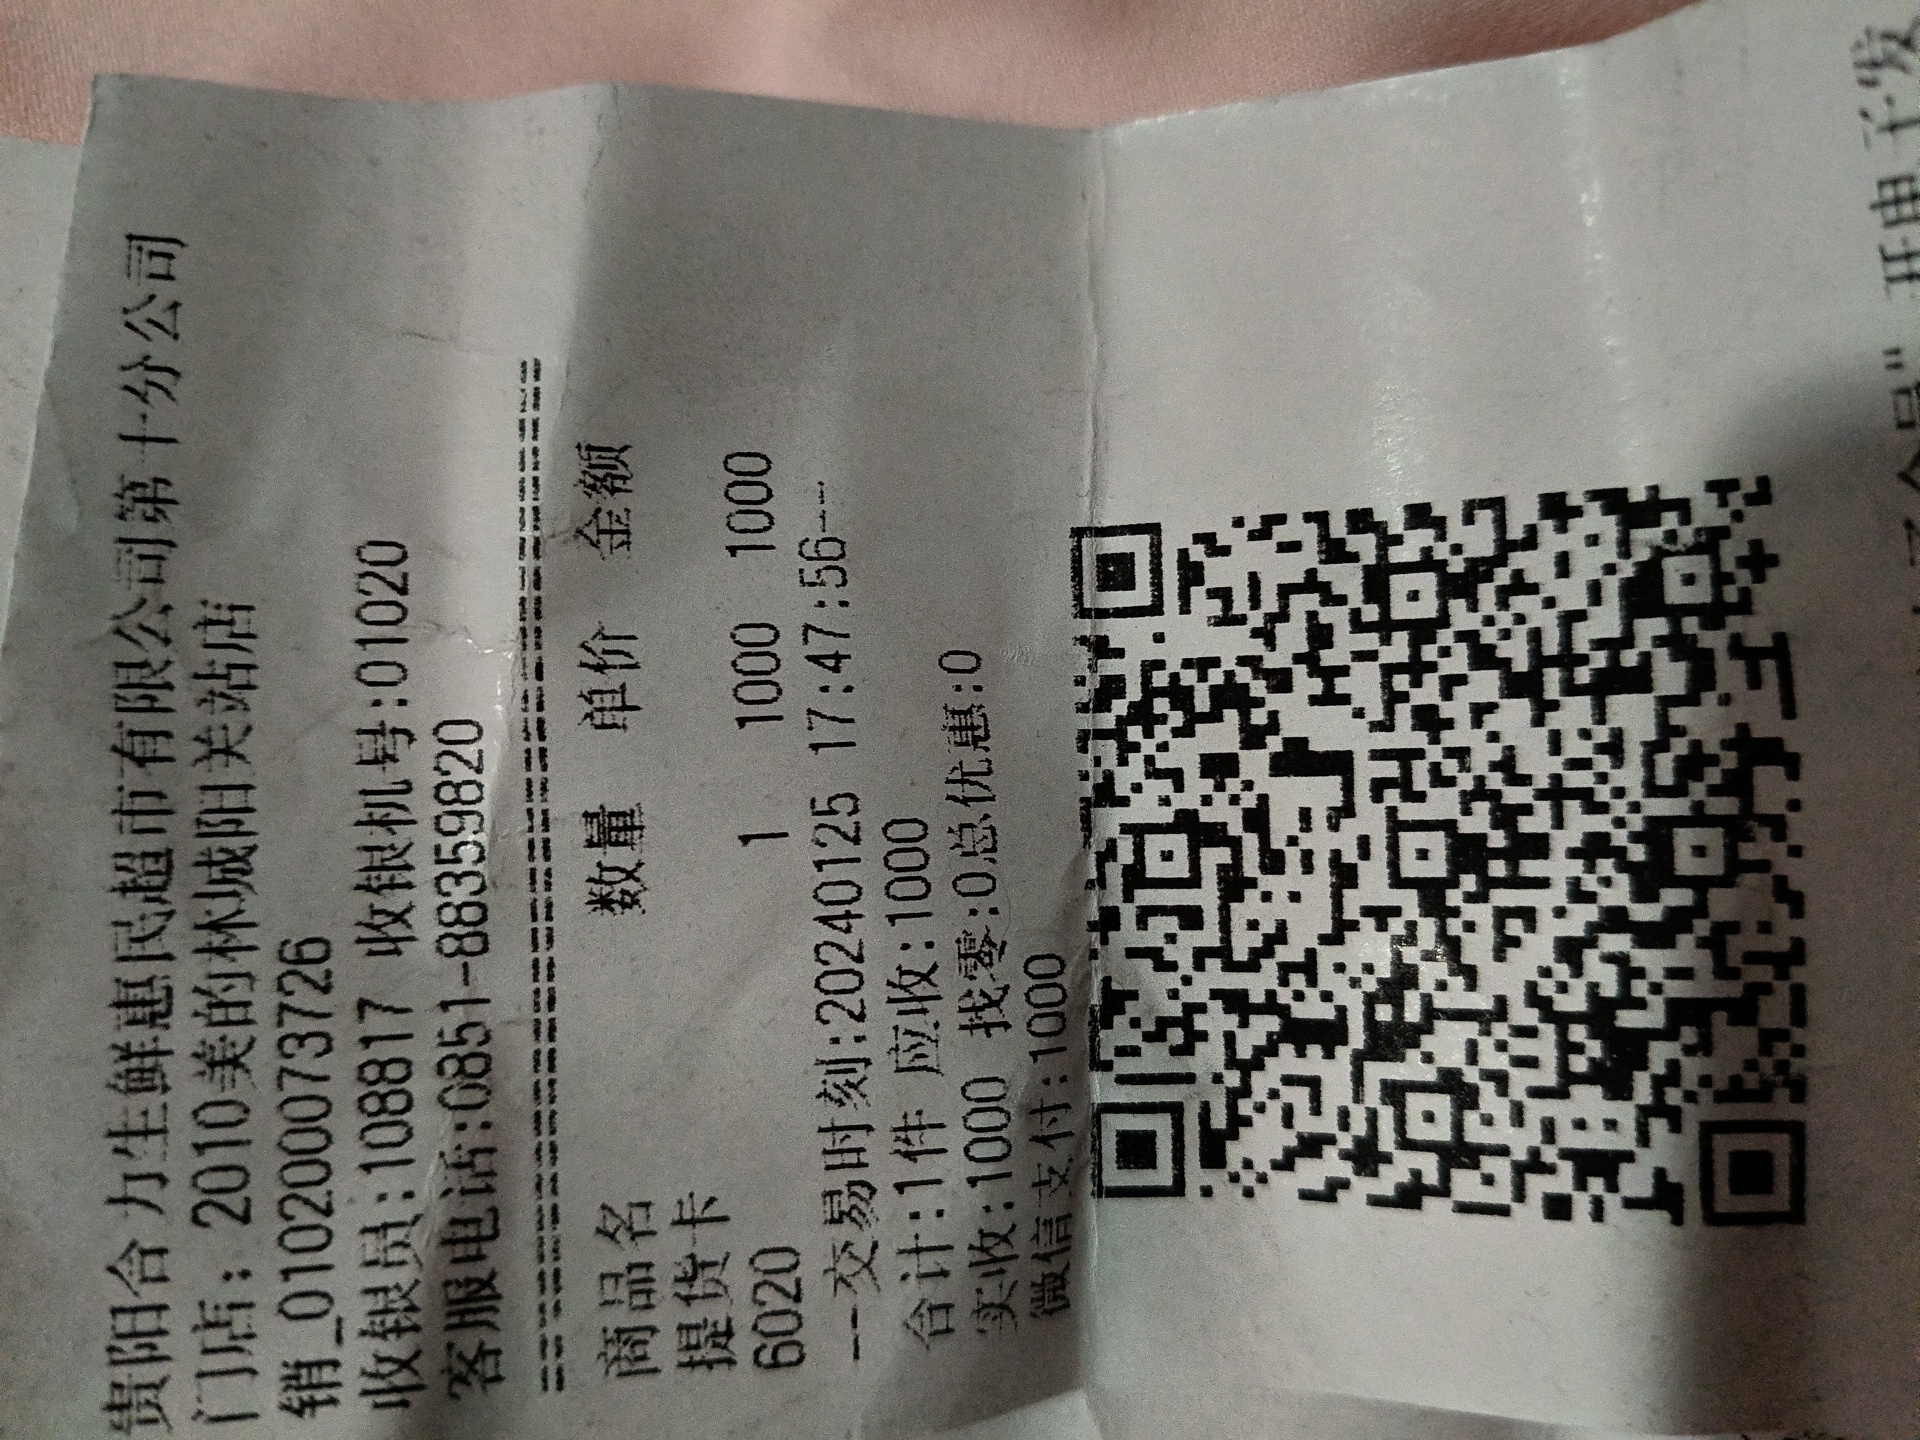 贵阳合力生鲜惠民超市有限公司第十分公司
门店: 2010美的林城阳关站店
销_010200073726
收银员:108817 收银机号:01020
客服电话:0851-88359820
商品名 数量 单价 金额
提货卡
6020 1 1000 1000
--交易时刻:20240125 17:47:56--
合计:1件 应收:1000
实收:1000 找零:0总优惠:0
微信支付:1000